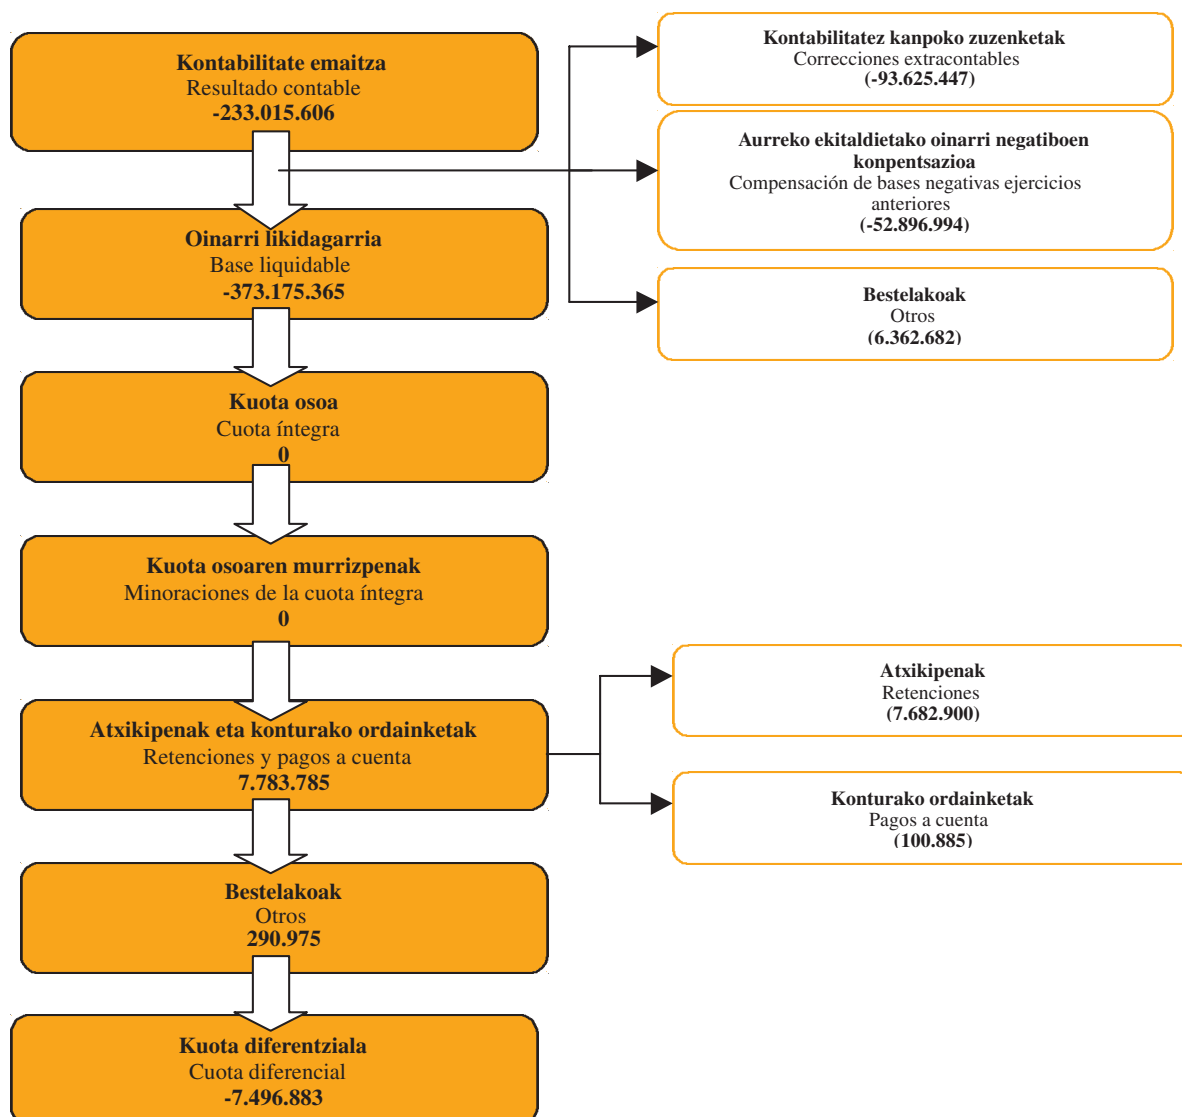 Kontabilitate emaitza
Resultado contable
-233.015.606
Kontabilitatez kanpoko zuzenketak
Correcciones extracontables
(-93.625.447)
Aurreko ekitaldietako oinarri negatiboen
konpentsazioa
Compensación de bases negativas ejercicios
anteriores
(-52.896.994)
Bestelakoak
Otros
(6.362.682)
Oinarri likidagarria
Base liquidable
-373.175.365
Kuota osoa
Cuota íntegra
0
Kuota osoaren murrizpenak
Minoraciones de la cuota íntegra
0
Atxikipenak eta konturako ordainketak
Retenciones y pagos a cuenta
7.783.785
Atxikipenak
Retenciones
(7.682.900)
Konturako ordainketak
Pagos a cuenta
(100.885)
Bestelakoak
Otros
290.975
Kuota diferentziala
Cuota diferencial
-7.496.883